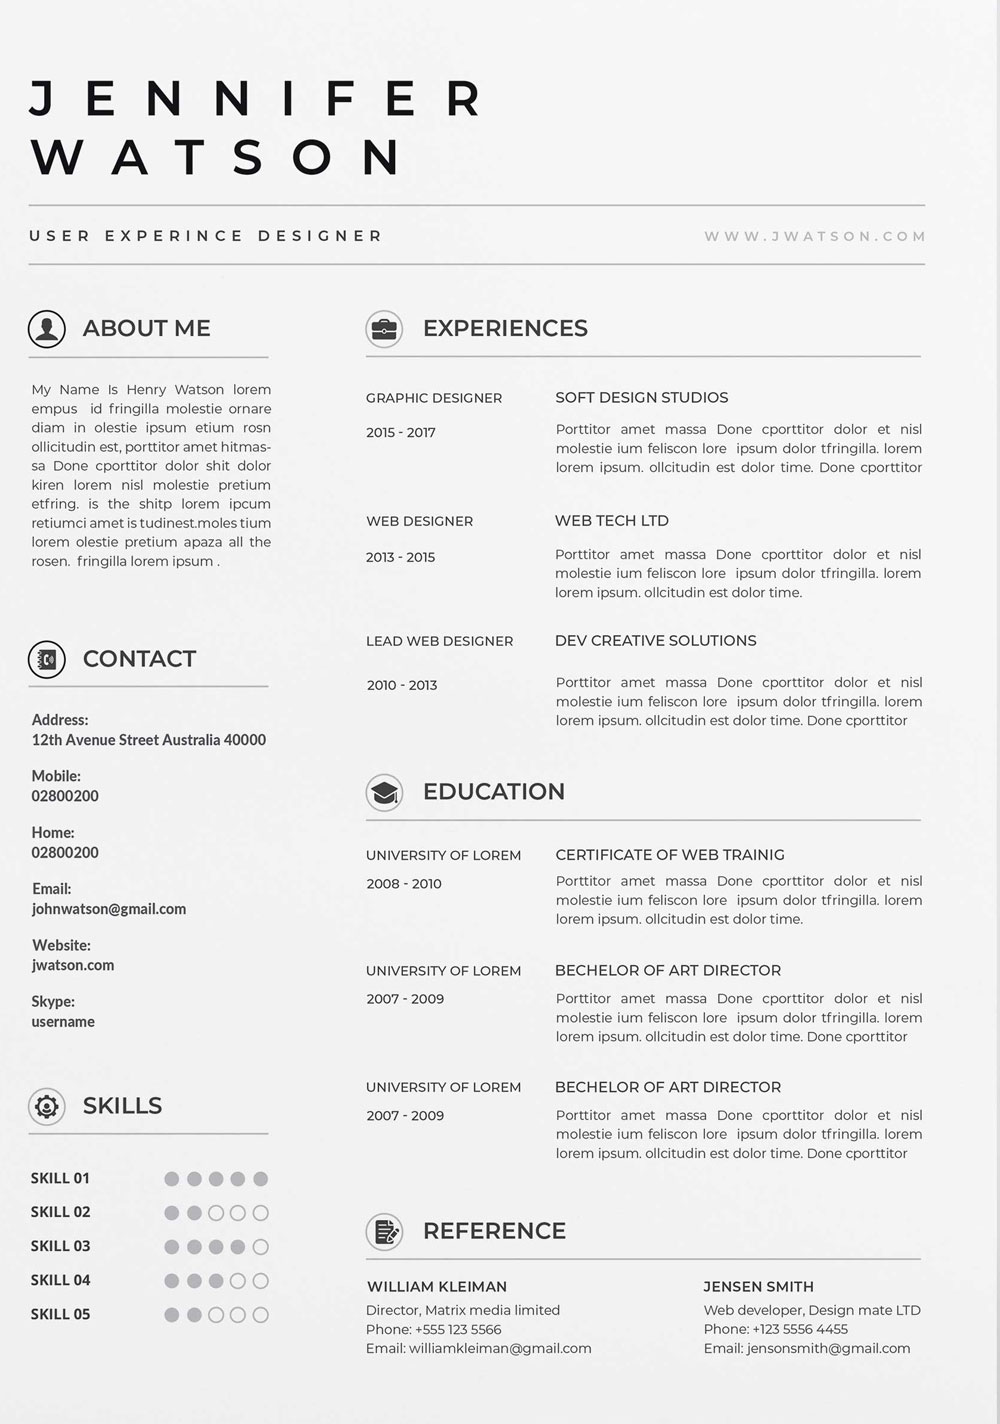 JENNIFER
WATSON
USER EXPERINCE DESIGNER
WWW.JWATSON.COM
ABOUT ME
My Name Is Henry Watson lorem
empus id fringilla molestie ornare
diam in olestie ipsum etium rosn
ollicitudin est, porttitor amet hitmas-
sa Done cporttitor dolor shit dolor
kiren lorem nisl molestie pretium
etfring. is the shitp lorem ipcum
retiumci amet is tudinest.moles tium
lorem olestie pretium apaza all the
rosen. fringilla lorem ipsum .
CONTACT
Address:
12th Avenue Street Australia 40000
Mobile:
02800200
Home:
02800200
Email:
johnwatson@gmail.com
Website:
jwatson.com
Skype:
username
SKILLS
SKILL 01
SKILL 02
SKILL 03
SKILL 04
SKILL 05
EXPERIENCES
GRAPHIC DESIGNER
2015 - 2017
SOFT DESIGN STUDIOS
Porttitor amet massa Done cporttitor dolor et nisl
molestie ium feliscon lore ipsum dolor tfringilla. lorem
lorem ipsum. ollcitudin est dolor time. Done cporttitor
WEB DESIGNER
2013 - 2015
WEB TECH LTD
Porttitor amet massa Done cporttitor dolor et nisl
molestie ium feliscon lore ipsum dolor tfringilla. lorem
lorem ipsum. ollcitudin est dolor time.
LEAD WEB DESIGNER
2010 - 2013
DEV CREATIVE SOLUTIONS
Porttitor amet massa Done cporttitor dolor et nisl
molestie ium feliscon lore ipsum dolor tfringilla. lorem
lorem ipsum. ollcitudin est dolor time. Done cporttitor
EDUCATION
UNIVERSITY OF LOREM
2008 - 2010
CERTIFICATE OF WEB TRAINIG
Porttitor amet massa Done cporttitor dolor et nisl
molestie ium feliscon lore ipsum dolor tfringilla. lorem
lorem ipsum. ollcitudin est dolor time.
UNIVERSITY OF LOREM
2007 - 2009
BECHELOR OF ART DIRECTOR
Porttitor amet massa Done cporttitor dolor et nisl
molestie ium feliscon lore ipsum dolor tfringilla. lorem
lorem ipsum. ollcitudin est dolor time. Done cporttitor
UNIVERSITY OF LOREM
2007 - 2009
BECHELOR OF ART DIRECTOR
Porttitor amet massa Done cporttitor dolor et nisl
molestie ium feliscon lore ipsum dolor tfringilla. lorem
lorem ipsum. ollcitudin est dolor time. Done cporttitor
REFERENCE
WILLIAM KLEIMAN
Director, Matrix media limited
Phone: +555 123 5566
Email: williamkleiman@gmail.com
JENSEN SMITH
Web developer, Design mate LTD
Phone: +123 5556 4455
Email: jensonsmith@gmail.com